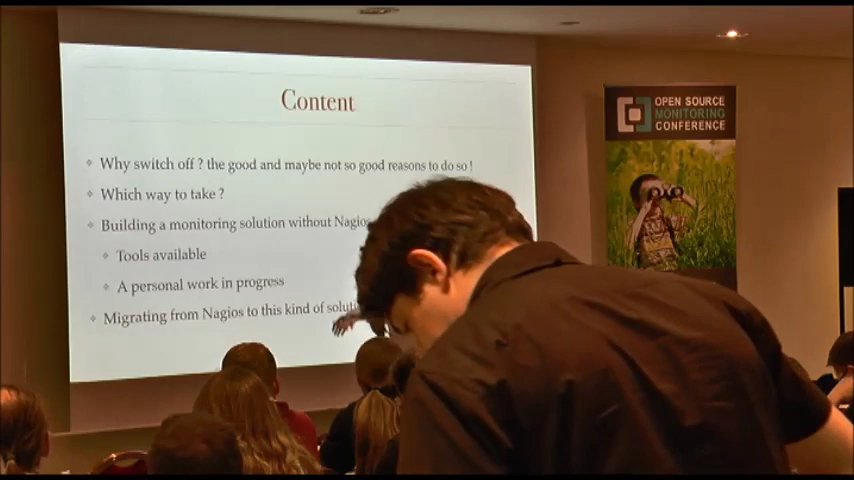 Content
Why switch off ? the good and maybe not so good reasons to do so !
Which way to take ?
Building a monitoring solution without Nagios
Tools available
A personal work in progress
Migrating from Nagios to this kind of
OPEN SOURCE
MONITORING
CONFERENCE